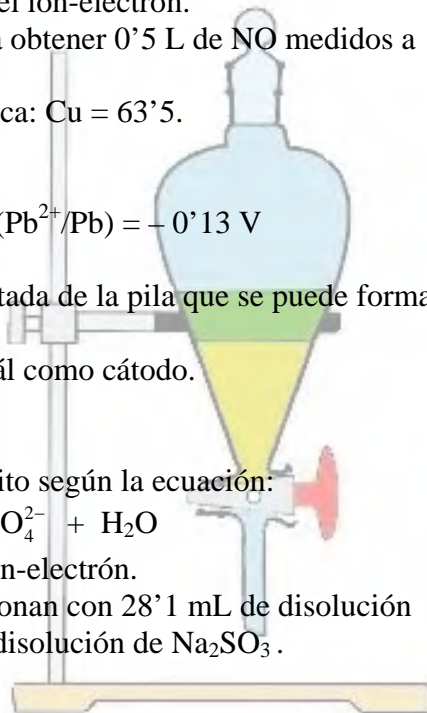 el ion-electrón.
obtener 0’5 L de NO medidos a
ca: Cu = 63’5.
(Pb²⁺/Pb) = – 0’13 V
tada de la pila que se puede forma
ál como cátodo.
ito según la ecuación:
O₄²⁻ + H₂O
n-electrón.
onan con 28’1 mL de disolución
disolución de Na₂SO₃ .